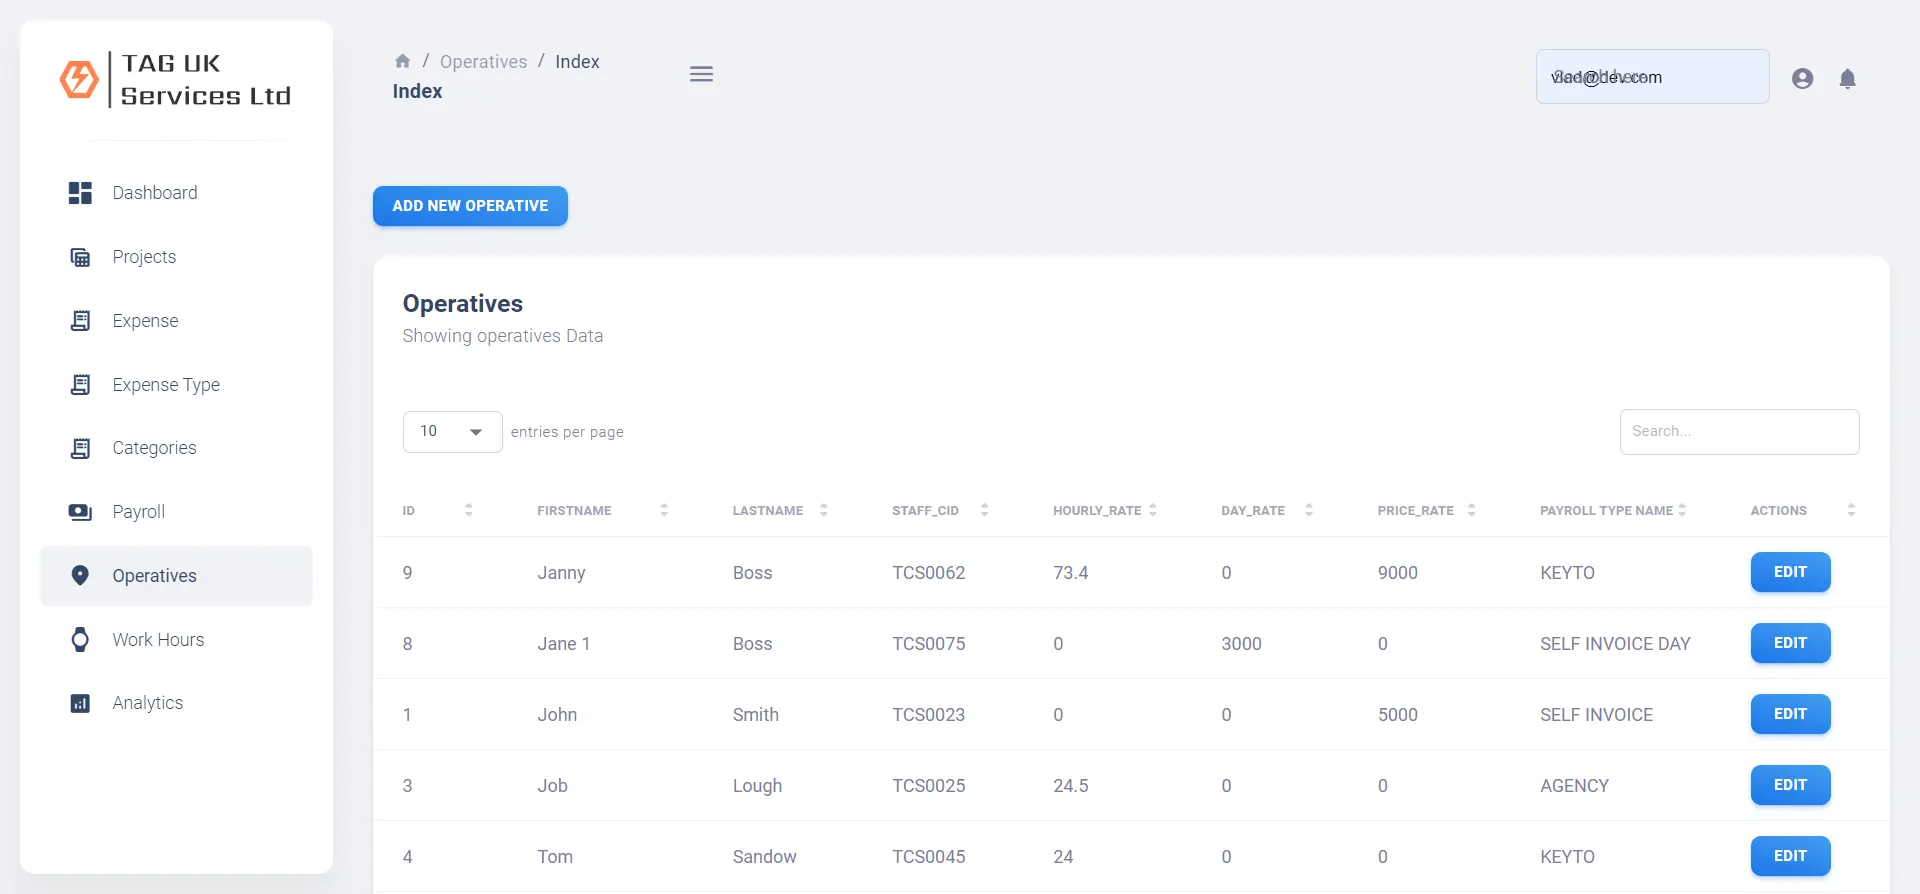 TAG UK
Services Ltd
Dashboard
Projects
Expense
Expense Type
Categories
Payroll
Operatives
Work Hours
Analytics
/ Operatives / Index
Index
ADD NEW OPERATIVE
Operatives
Showing operatives Data
10 entries per page
Search...
ID FIRSTNAME LASTNAME STAFF_CID HOURLY_RATE DAY_RATE PRICE_RATE PAYROLL TYPE NAME ACTIONS
9 Janny Boss TCS0062 73.4 0 9000 KEYTO EDIT
8 Jane 1 Boss TCS0075 0 3000 0 SELF INVOICE DAY EDIT
1 John Smith TCS0023 0 0 5000 SELF INVOICE EDIT
3 Job Lough TCS0025 24.5 0 0 AGENCY EDIT
4 Tom Sandow TCS0045 24 0 0 KEYTO EDIT